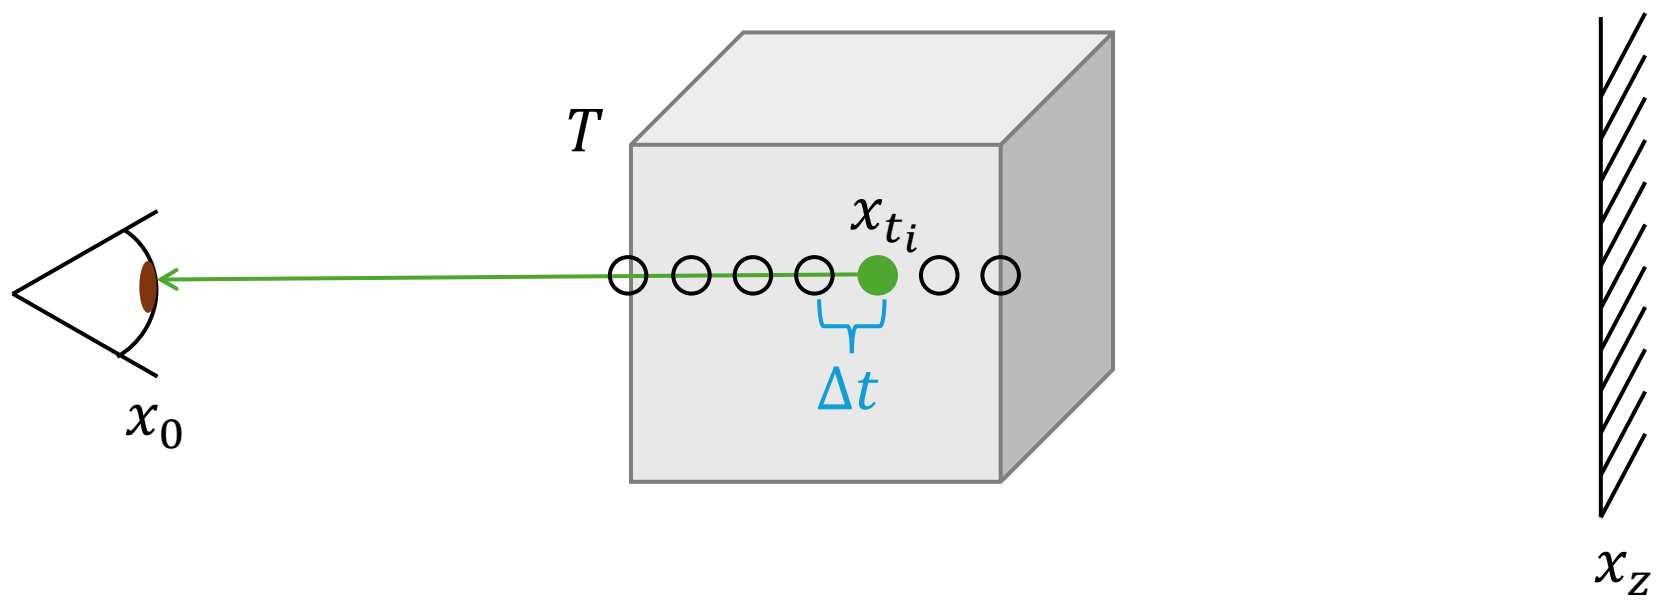 T
x_{t_i}
Δt
x_0
x_z